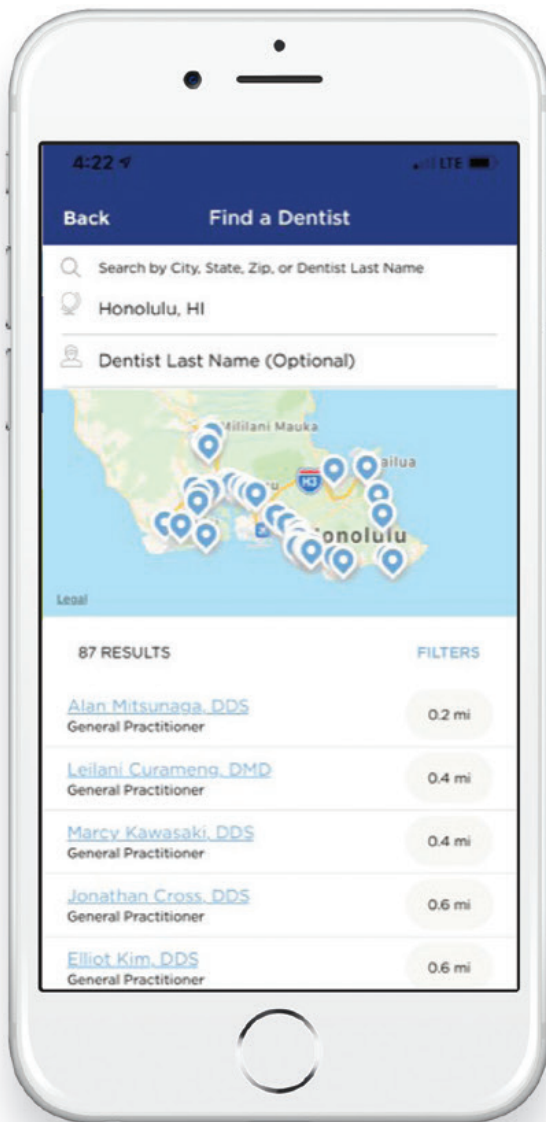 4:22 LTE
Back Find a Dentist
Search by City, State, Zip, or Dentist Last Name
Honolulu, HI
Dentist Last Name (Optional)
Mililani Mauka
ailua
H3
onolulu
Legal
87 RESULTS FILTERS
Alan Mitsunaga, DDS
General Practitioner
0.2 mi
Leilani Curameng, DMD
General Practitioner
0.4 mi
Marcy Kawasaki, DDS
General Practitioner
0.4 mi
Jonathan Cross, DDS
General Practitioner
0.6 mi
Elliot Kim, DDS
General Practitioner
0.6 mi